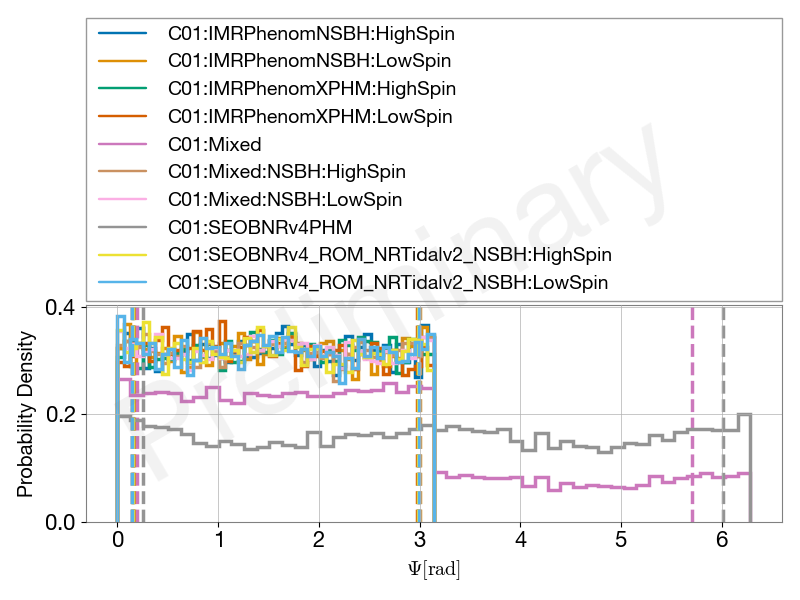 C01:IMRPhenomNSBH:HighSpin
C01:IMRPhenomNSBH:LowSpin
C01:IMRPhenomXPHM:HighSpin
C01:IMRPhenomXPHM:LowSpin
C01:Mixed
C01:Mixed:NSBH:HighSpin
C01:Mixed:NSBH:LowSpin
C01:SEOBNRv4PHM
C01:SEOBNRv4_ROM_NRTidalv2_NSBH:HighSpin
C01:SEOBNRv4_ROM_NRTidalv2_NSBH:LowSpin
Preliminary
Probability Density
0.4
0.2
0.0
0 1 2 3 4 5 6
Ψ[rad]